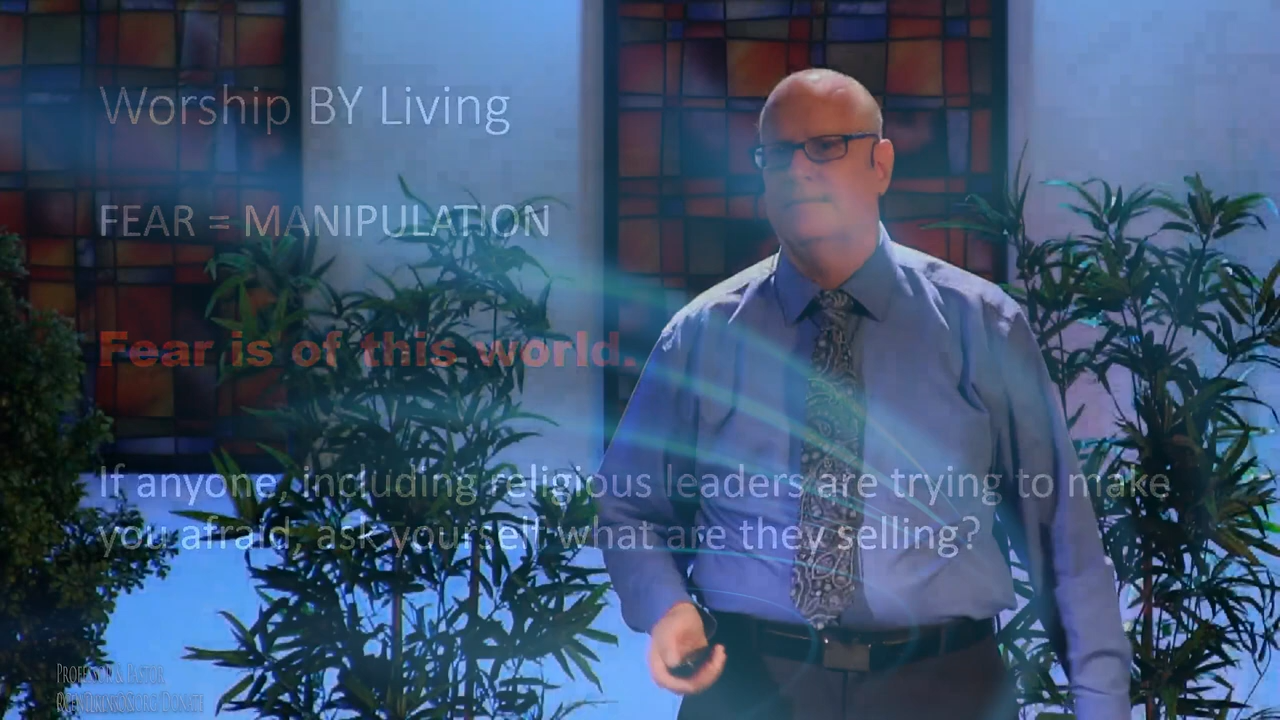 Worship BY Living
FEAR = MANIPULATION
Fear is of this world.
If anyone, including religious leaders are trying to make
you afraid, ask yourself what are they selling?
Professor & Pastor
Donate